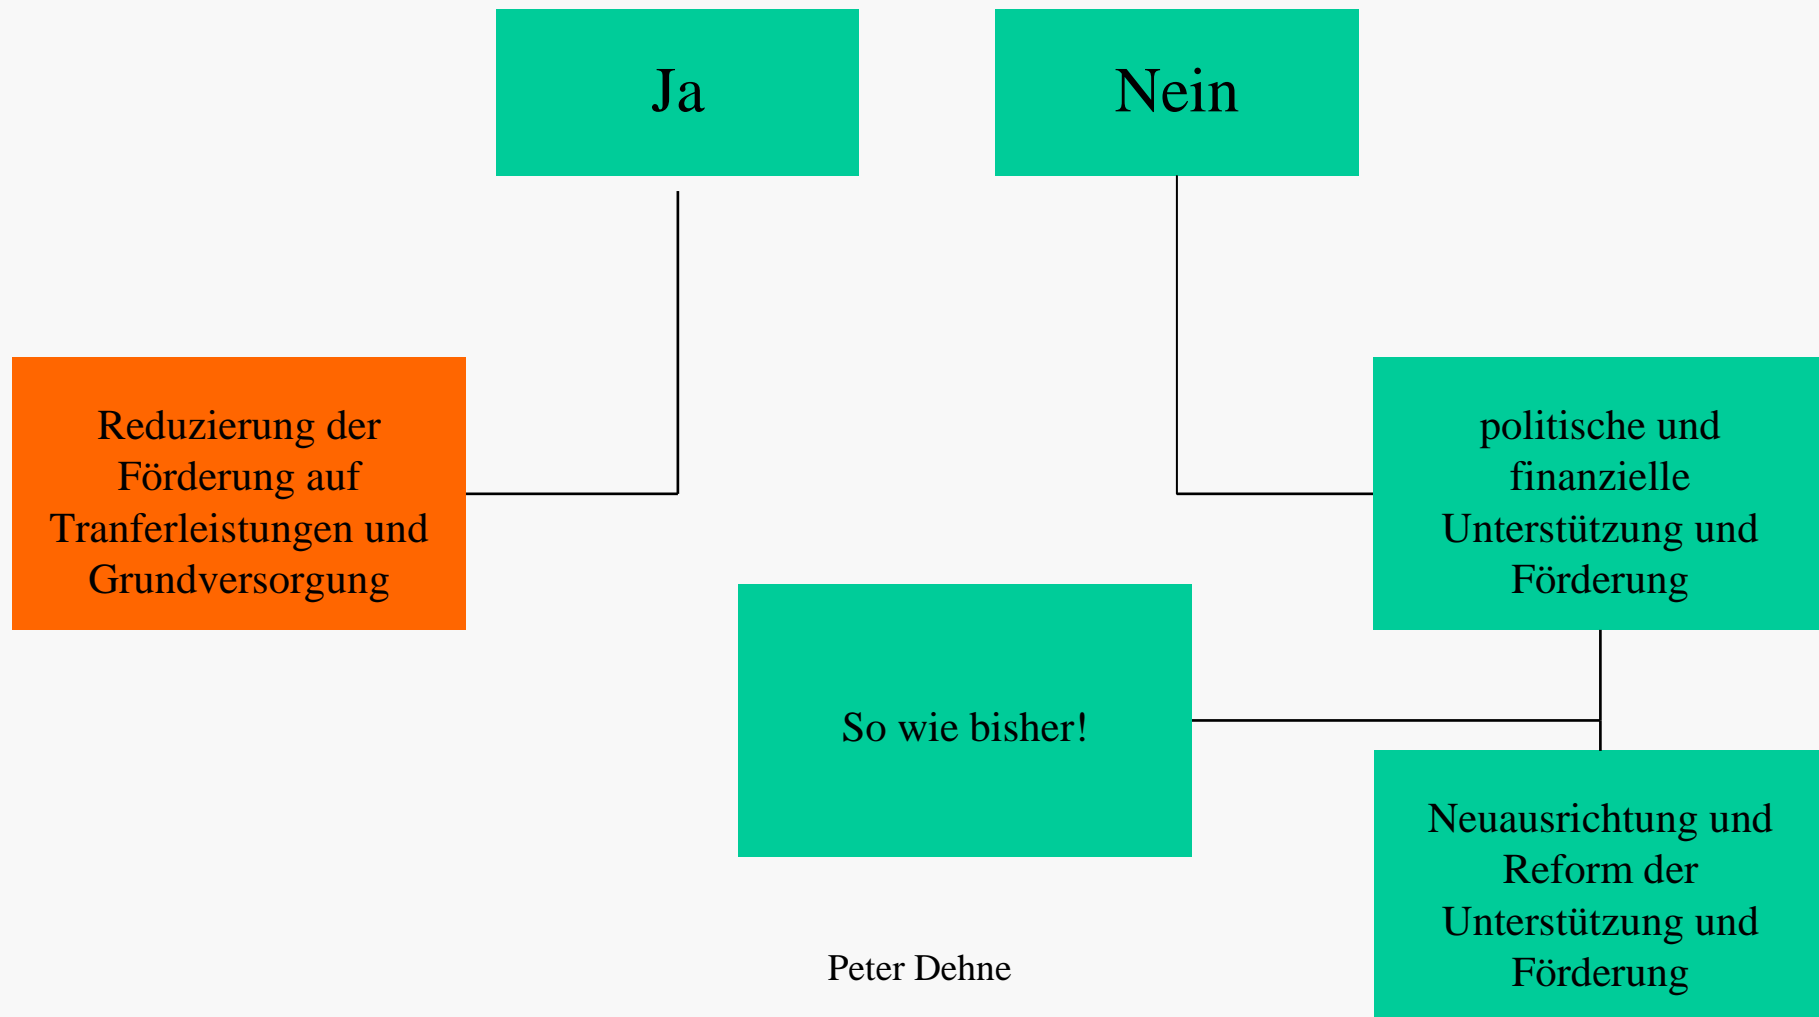 Ja
Nein
Reduzierung der
Förderung auf
Tranferleistungen und
Grundversorgung
politische und
finanzielle
Unterstützung und
Förderung
So wie bisher!
Neuausrichtung und
Reform der
Unterstützung und
Förderung
Peter Dehne